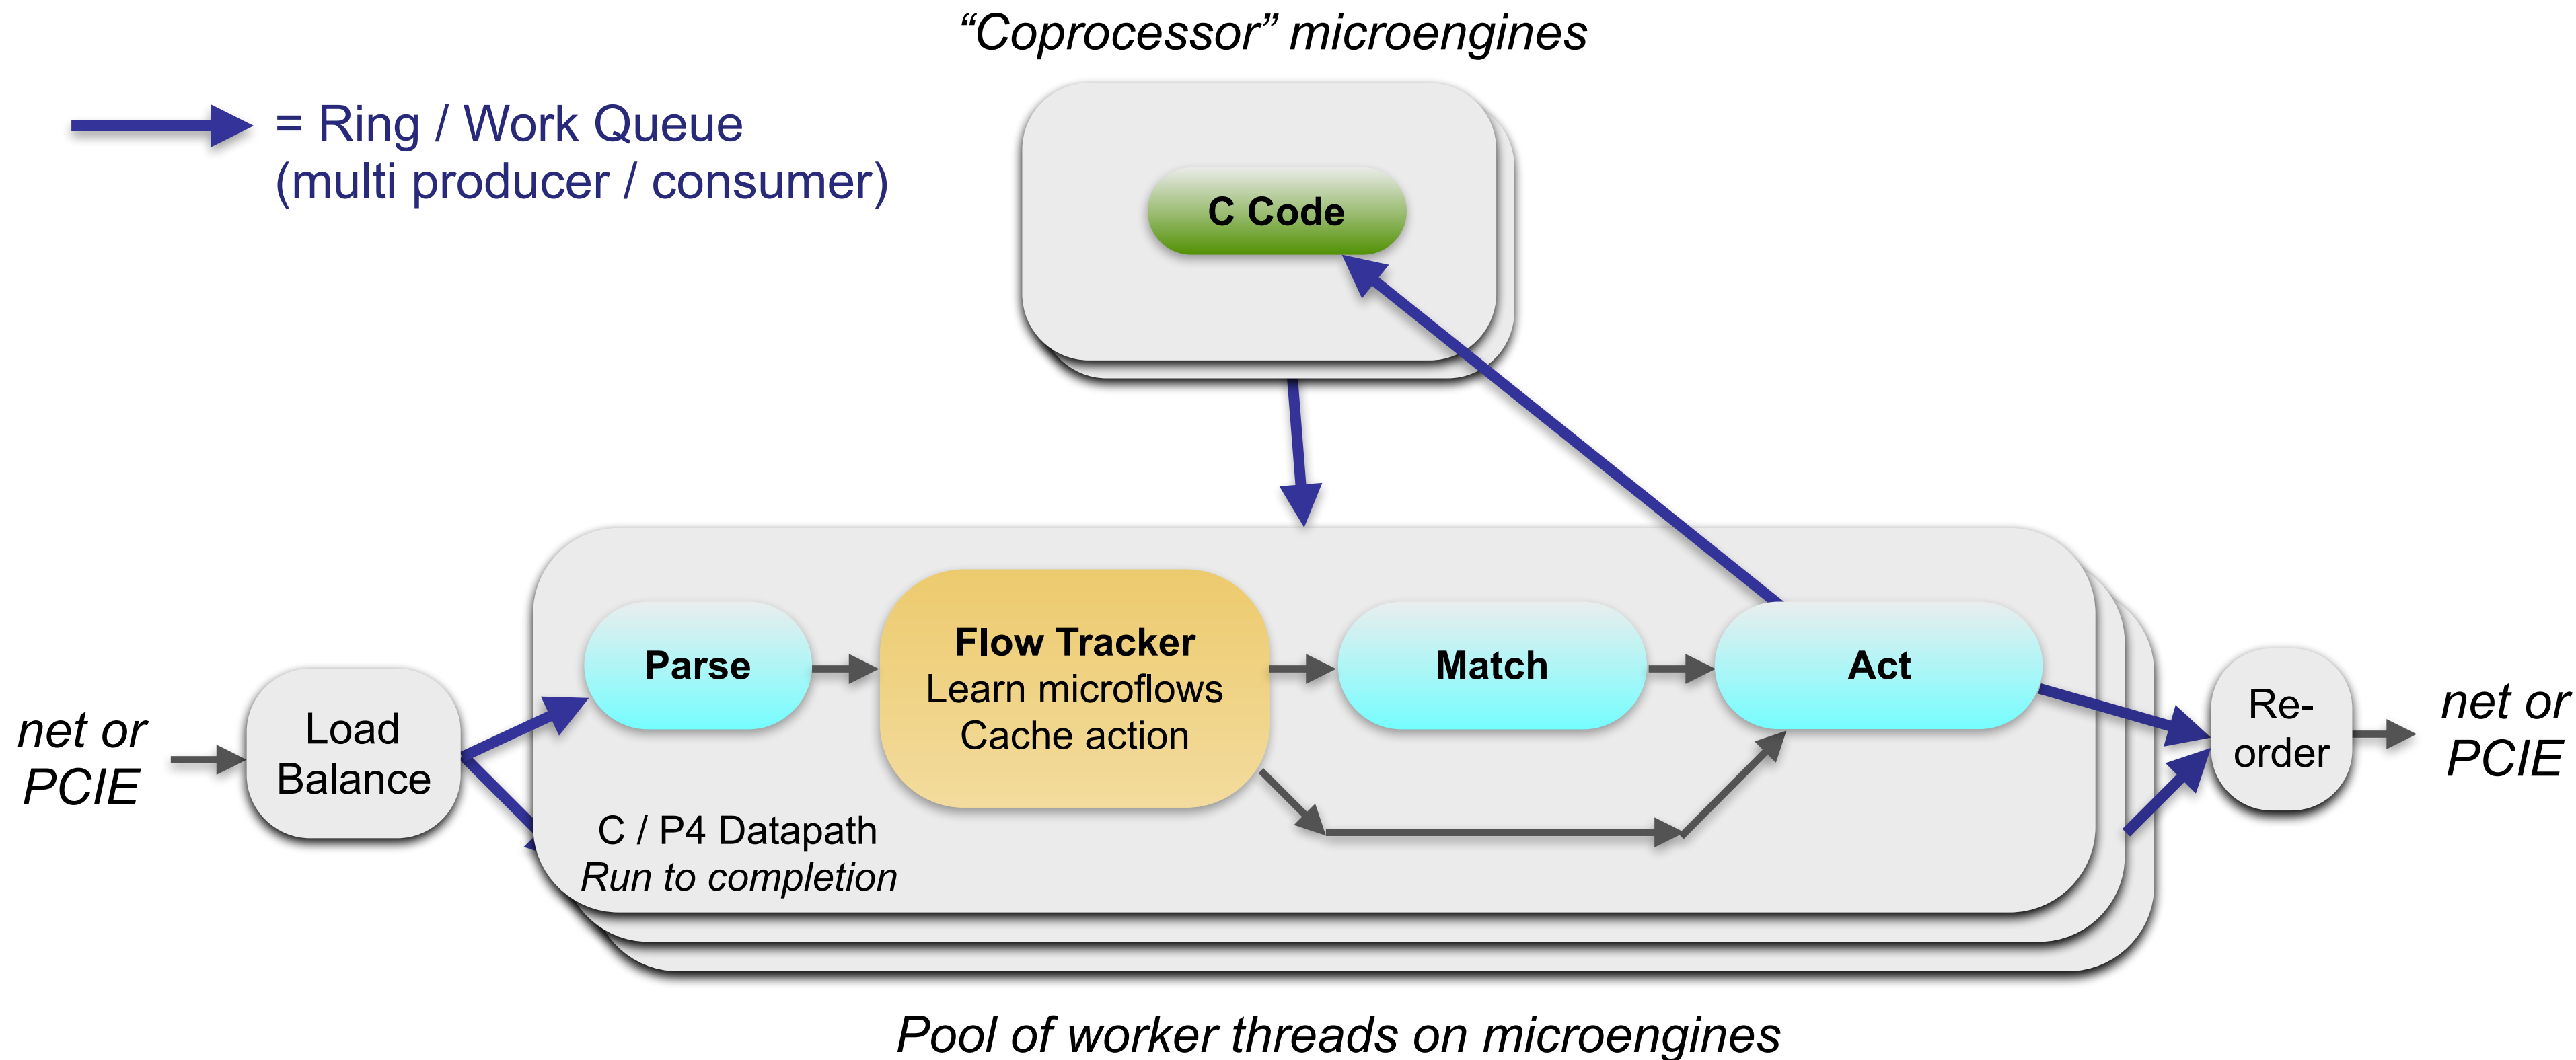 “Coprocessor” microengines
= Ring / Work Queue
(multi producer / consumer)
C Code
net or
PCIE
Load
Balance
Parse
Flow Tracker
Learn microflows
Cache action
Match
Act
C / P4 Datapath
Run to completion
Re-
order
net or
PCIE
Pool of worker threads on microengines